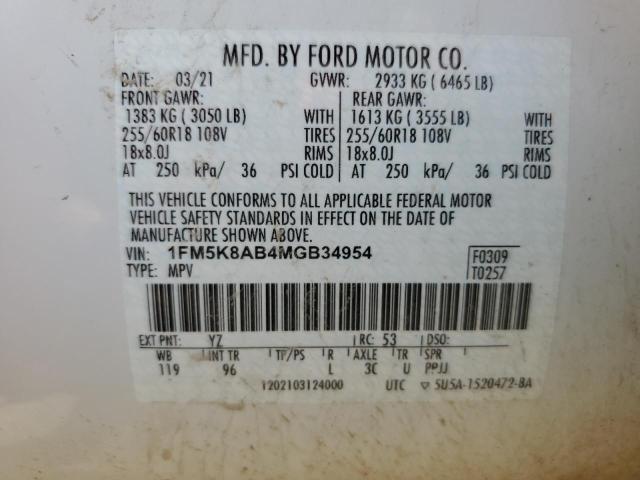 MFD. BY FORD MOTOR CO.
DATE: 03/21 GVWR: 2933 KG ( 6465 LB)
FRONT GAWR: REAR GAWR:
1383 KG ( 3050 LB) WITH 1613 KG ( 3555 LB) WITH
255/60R18 108V TIRES 255/60R18 108V TIRES
18x8.0J RIMS 18x8.0J RIMS
AT 250 kPa/ 36 PSI COLD AT 250 kPa/ 36 PSI COLD
THIS VEHICLE CONFORMS TO ALL APPLICABLE FEDERAL MOTOR
VEHICLE SAFETY STANDARDS IN EFFECT ON THE DATE OF
MANUFACTURE SHOWN ABOVE.
VIN: 1FM5K8AB4MGB34954 F0309
TYPE: MPV T0257
EXT PNT: YZ RC: 53 DSO:
WB INT TR TP/PS R AXLE TR SPR
119 96 L 3C U PPJJ
1202103124000 UTC ▽ 5U5A-1520472-BA